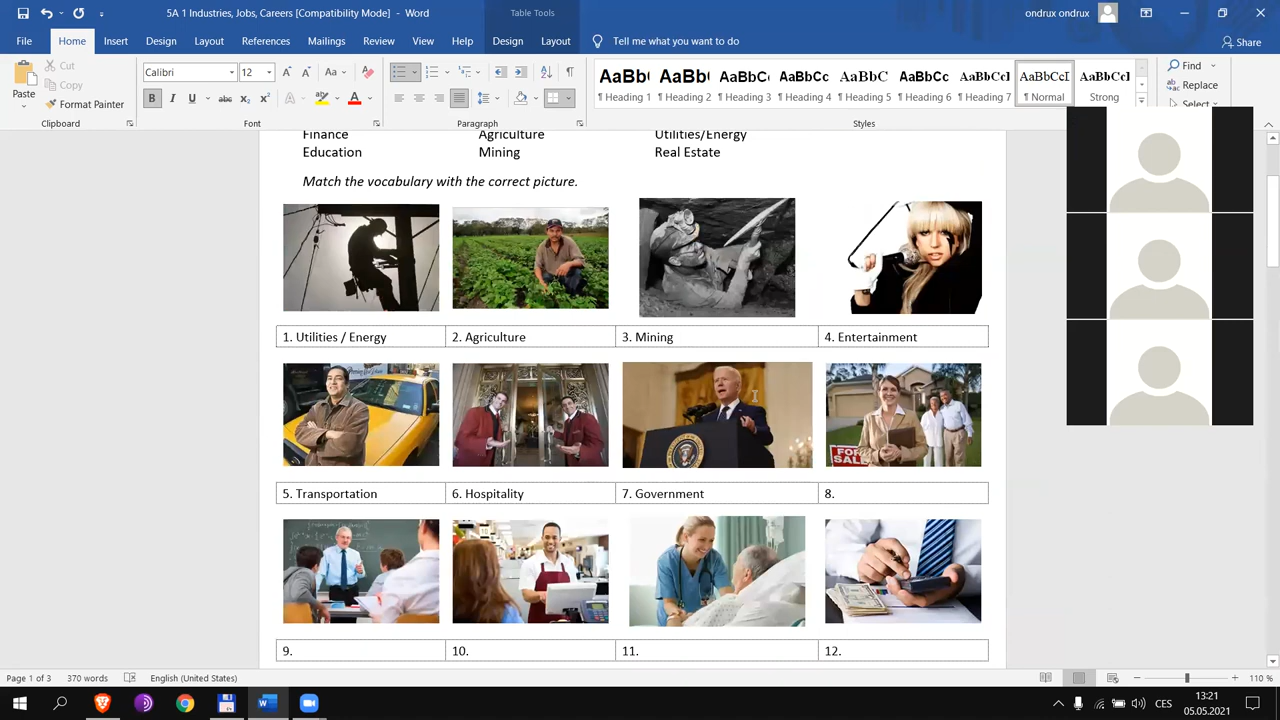 5A 1 Industries, Jobs, Careers [Compatibility Mode] - Word
Table Tools
ondrux ondrux
File Home Insert Design Layout References Mailings Review View Help Design Layout Tell me what you want to do Share
Paste
Cut
Copy
Format Painter
Clipboard
Calibri 12
Font
Paragraph
AaBb( AaBb( AaBbC AaBbCc AaBbC AaBbCc AaBbCcI AaBbCcI AaBbCcI
¶ Heading 1 ¶ Heading 2 ¶ Heading 3 ¶ Heading 4 ¶ Heading 5 ¶ Heading 6 ¶ Heading 7 ¶ Normal Strong
Styles
Find
Replace
Select
Finance Agriculture Utilities/Energy
Education Mining Real Estate
Match the vocabulary with the correct picture.
1. Utilities / Energy 2. Agriculture 3. Mining 4. Entertainment
FOR
SALE
5. Transportation 6. Hospitality 7. Government 8.
9. 10. 11. 12.
Page 1 of 3 370 words English (United States) 110 %
CES
13:21
05.05.2021